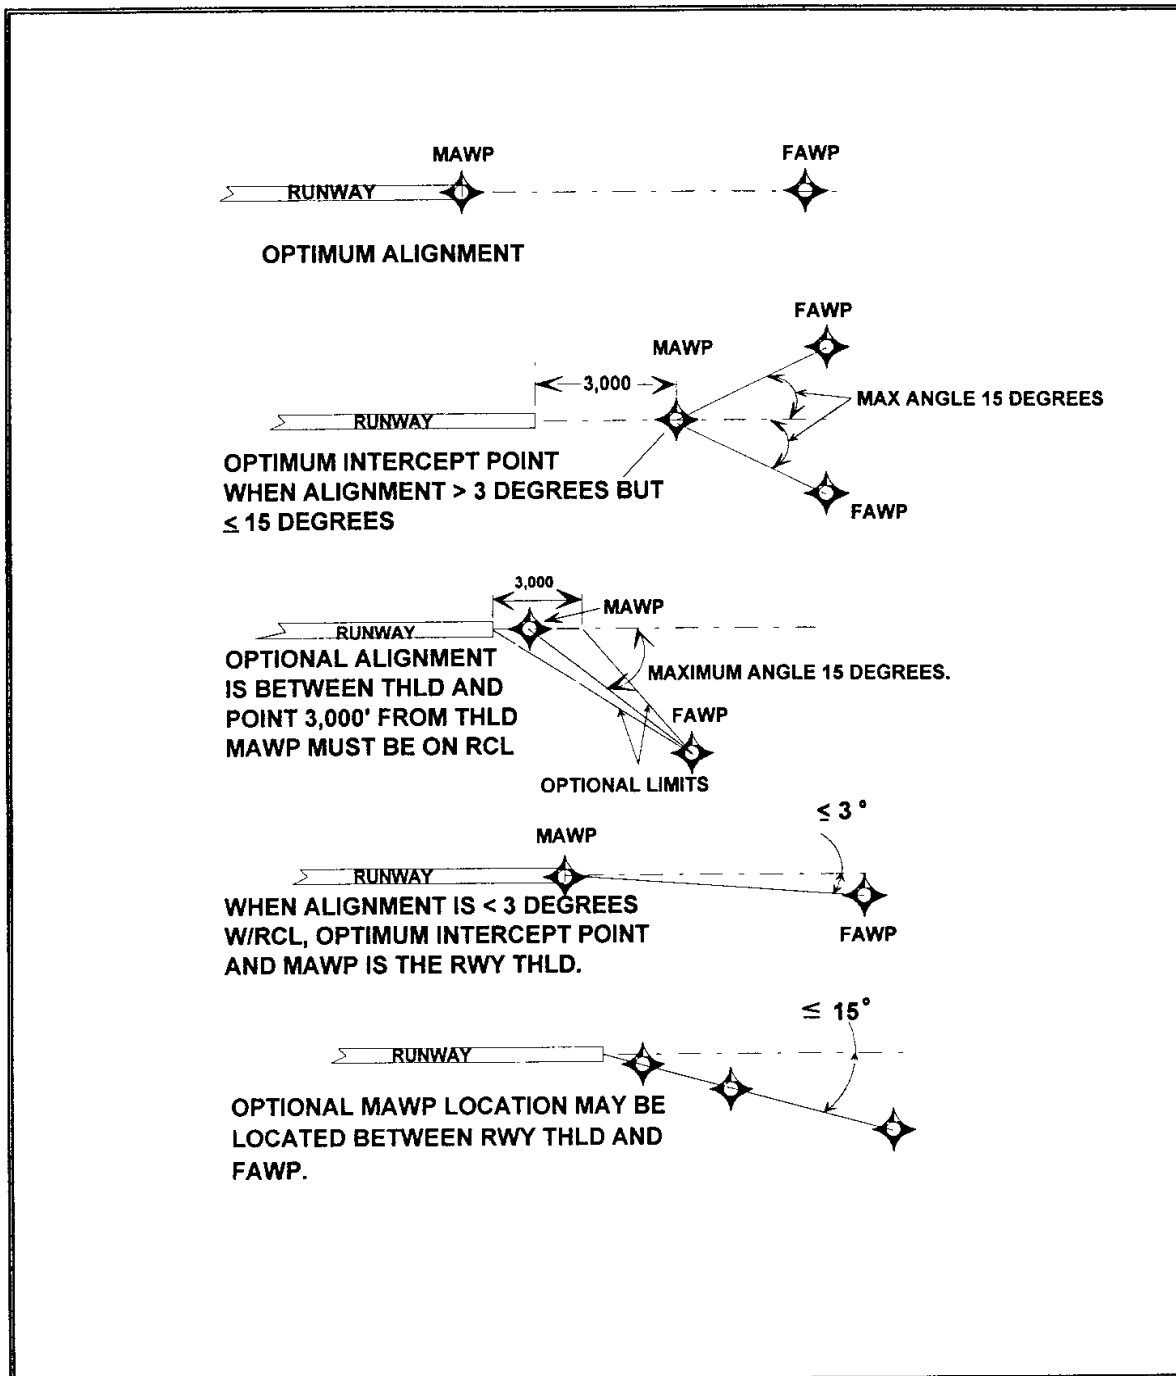 MAWP
FAWP
RUNWAY
OPTIMUM ALIGNMENT
FAWP
MAWP
3,000
MAX ANGLE 15 DEGREES
RUNWAY
OPTIMUM INTERCEPT POINT
WHEN ALIGNMENT > 3 DEGREES BUT
≤ 15 DEGREES
FAWP
3,000
MAWP
RUNWAY
OPTIONAL ALIGNMENT
IS BETWEEN THLD AND
POINT 3,000' FROM THLD
MAWP MUST BE ON RCL
MAXIMUM ANGLE 15 DEGREES.
FAWP
OPTIONAL LIMITS
≤ 3°
MAWP
RUNWAY
WHEN ALIGNMENT IS < 3 DEGREES
W/RCL, OPTIMUM INTERCEPT POINT
AND MAWP IS THE RWY THLD.
FAWP
≤ 15°
RUNWAY
OPTIONAL MAWP LOCATION MAY BE
LOCATED BETWEEN RWY THLD AND
FAWP.